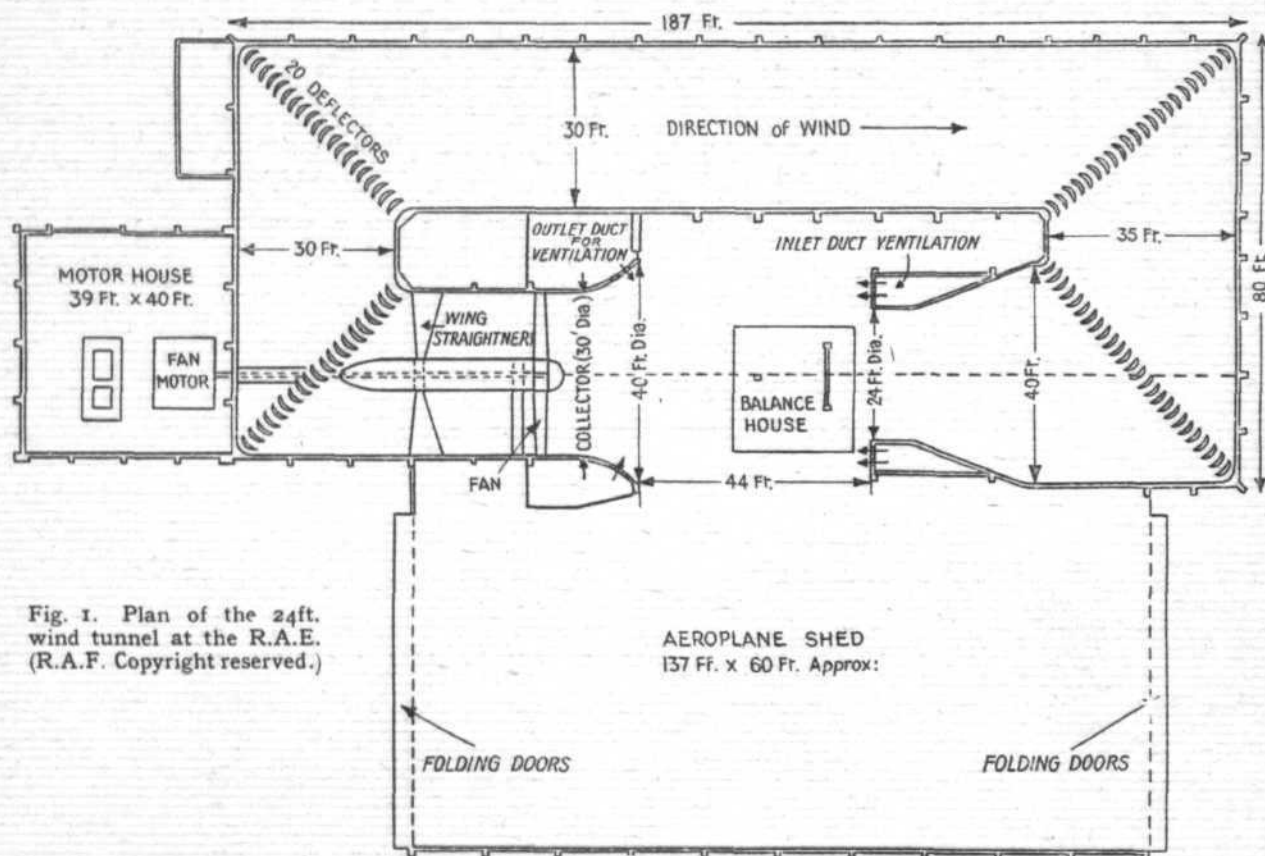 187 Ft.
20 DEFLECTORS
30 Ft.
DIRECTION of WIND
80 Ft.
OUTLET DUCT
FOR
VENTILATION
INLET DUCT VENTILATION
30 Ft.
35 Ft.
MOTOR HOUSE
39 Ft. x 40 Ft.
WING
STRAIGHTNERS
COLLECTOR (30' Dia)
40 Ft. Dia.
24 Ft. Dia.
40 Ft.
FAN
MOTOR
BALANCE
HOUSE
FAN
44 Ft.
Fig. 1. Plan of the 24ft.
wind tunnel at the R.A.E.
(R.A.F. Copyright reserved.)
AEROPLANE SHED
137 Ft. x 60 Ft. Approx:
FOLDING DOORS
FOLDING DOORS